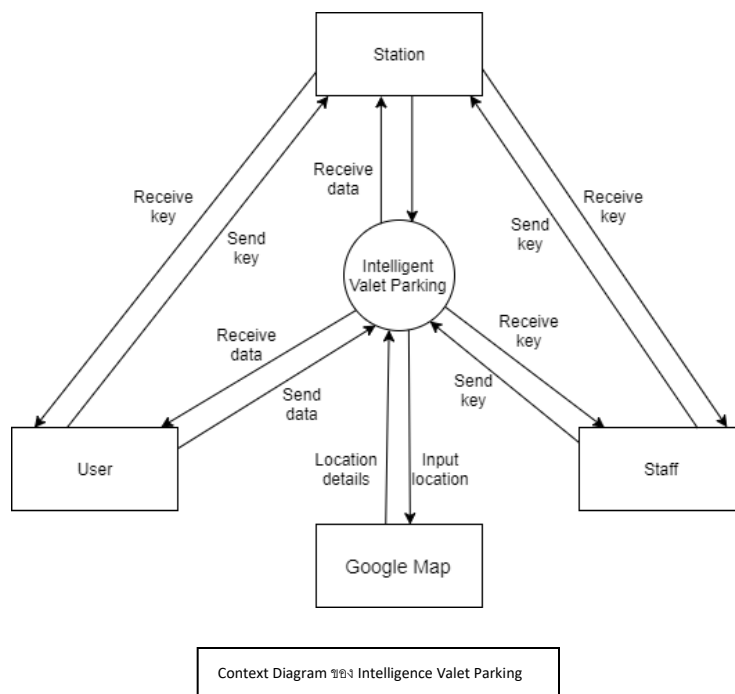 Station
Receive
data
Receive
key
Receive
key
Send
key
Send
key
Intelligent
Valet Parking
Receive
data
Receive
key
Send
data
Send
key
User
Location
details
Input
location
Staff
Google Map
Context Diagram ของ Intelligence Valet Parking